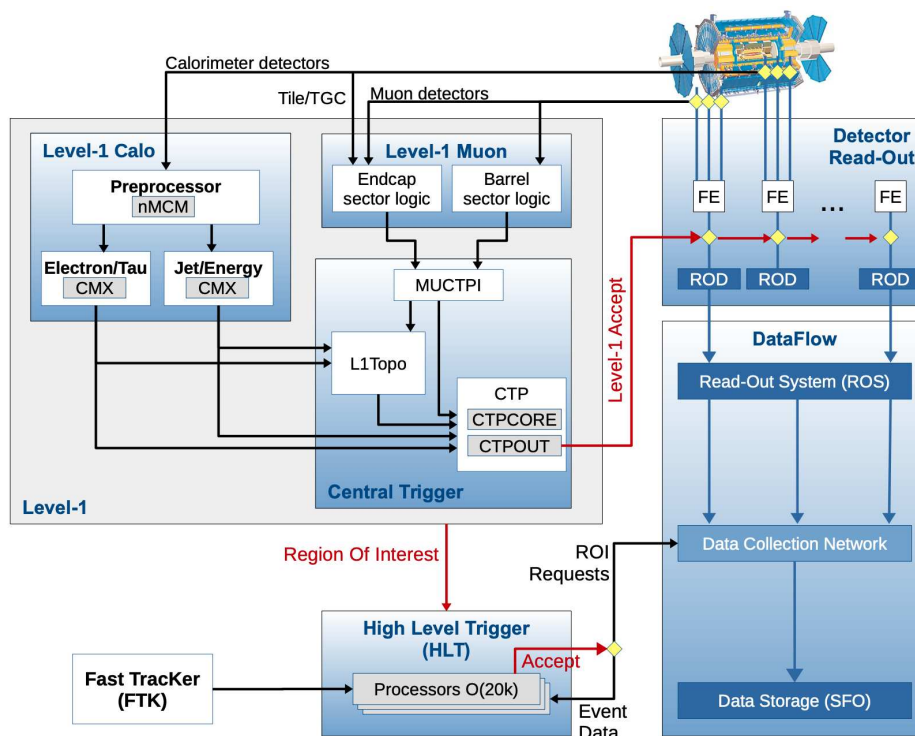 Calorimeter detectors
Tile/TGC
Muon detectors
Level-1 Calo
Preprocessor
nMCM
Electron/Tau
CMX
Jet/Energy
CMX
Level-1 Muon
Endcap
sector logic
Barrel
sector logic
MUCTPI
L1Topo
CTP
CTPCORE
CTPOUT
Central Trigger
Level-1
Level-1 Accept
Detector
Read-Out
FE
FE
...
FE
ROD
ROD
ROD
DataFlow
Read-Out System (ROS)
Data Collection Network
Data Storage (SFO)
Region Of Interest
ROI
Requests
High Level Trigger
(HLT)
Accept
Processors O(20k)
Event
Data
Fast TracKer
(FTK)